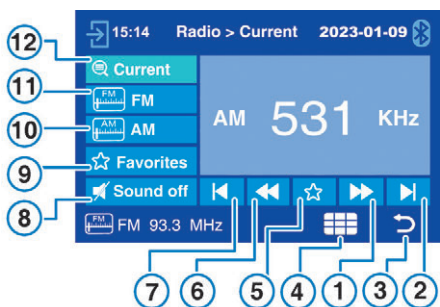 15:14 Radio > Current 2023-01-09
12
Current
11
FM FM
AM 531 KHz
10
AM AM
9
Favorites
8
Sound off
FM FM 93.3 MHz
7 6 5 4 1 3 2